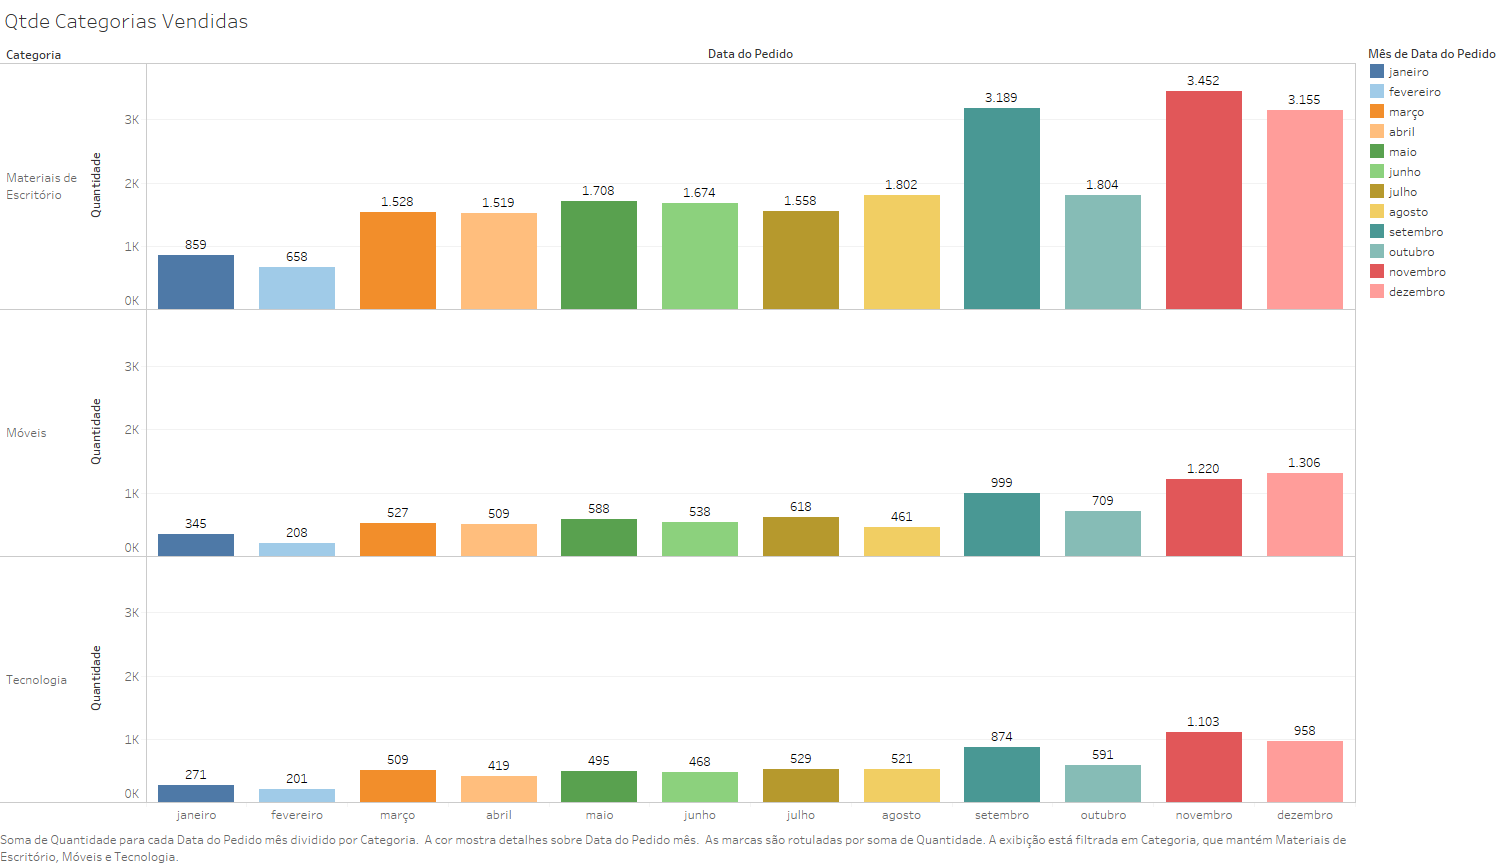 Qtde Categorias Vendidas
Categoria
Data do Pedido
Mês de Data do Pedido
janeiro
fevereiro
março
abril
maio
junho
julho
agosto
setembro
outubro
novembro
dezembro
Materiais de
Escritório
Quantidade
3K
2K
1K
0K
859
658
1.528
1.519
1.708
1.674
1.558
1.802
3.189
1.804
3.452
3.155
Móveis
Quantidade
3K
2K
1K
0K
345
208
527
509
588
538
618
461
999
709
1.220
1.306
Tecnologia
Quantidade
3K
2K
1K
0K
271
201
509
419
495
468
529
521
874
591
1.103
958
janeiro
fevereiro
março
abril
maio
junho
julho
agosto
setembro
outubro
novembro
dezembro
Soma de Quantidade para cada Data do Pedido mês dividido por Categoria.  A cor mostra detalhes sobre Data do Pedido mês.  As marcas são rotuladas por soma de Quantidade. A exibição está filtrada em Categoria, que mantém Materiais de
Escritório, Móveis e Tecnologia.